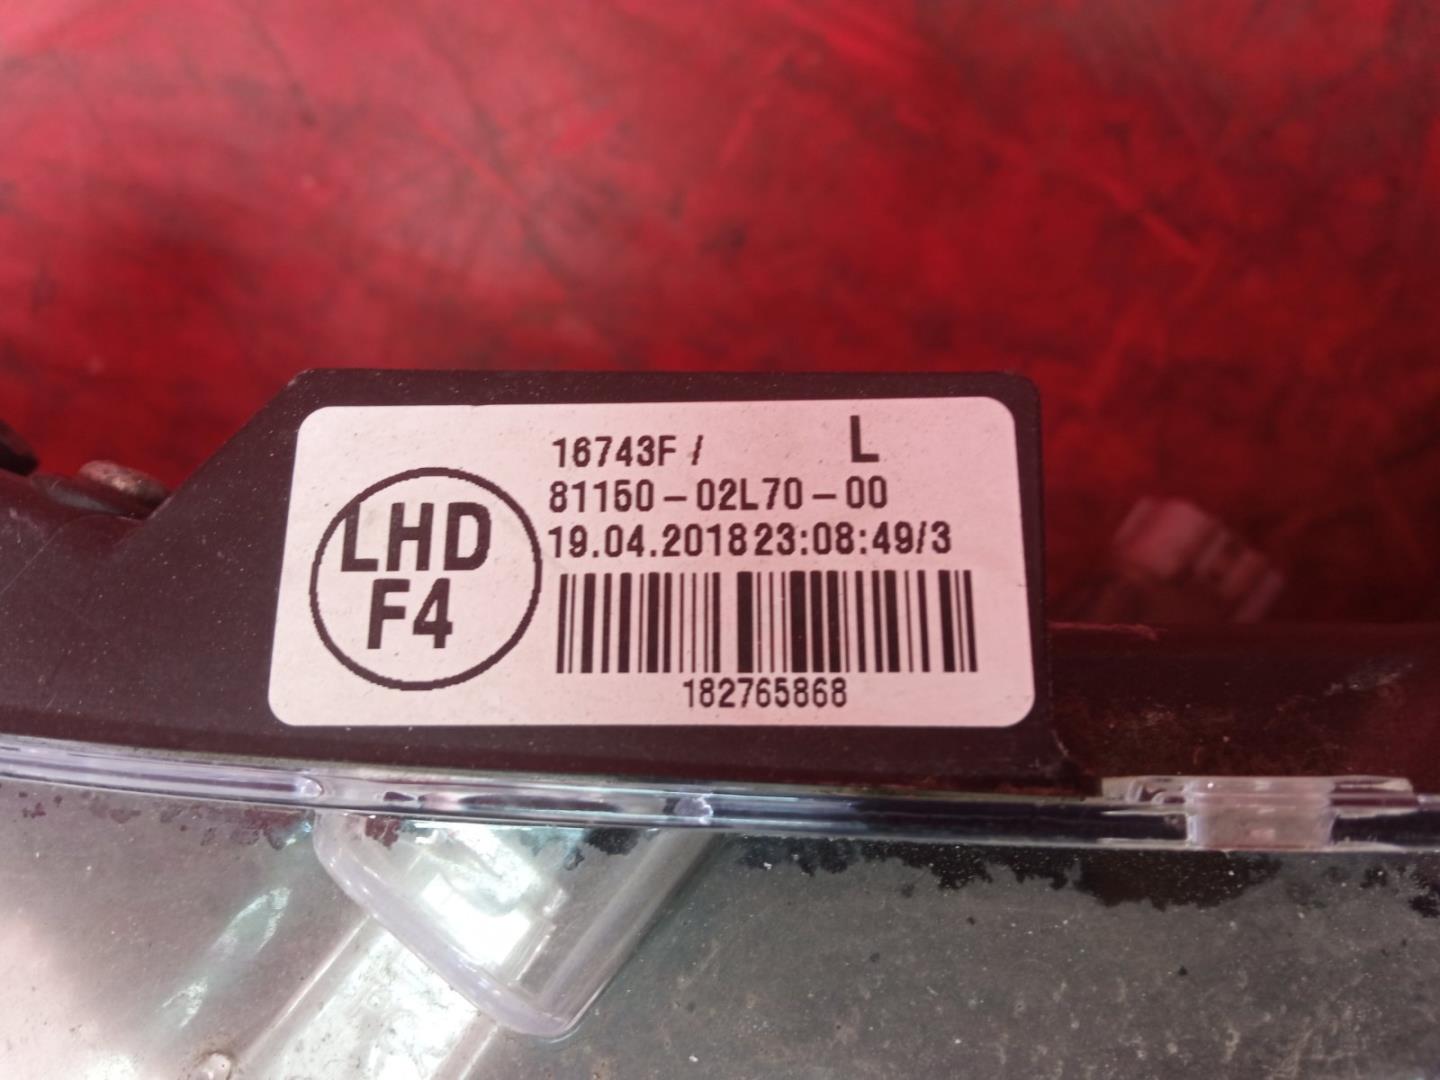 16743F / L
81150-02L70-00
19.04.2018 23:08:49/3
LHD
F4
182765868